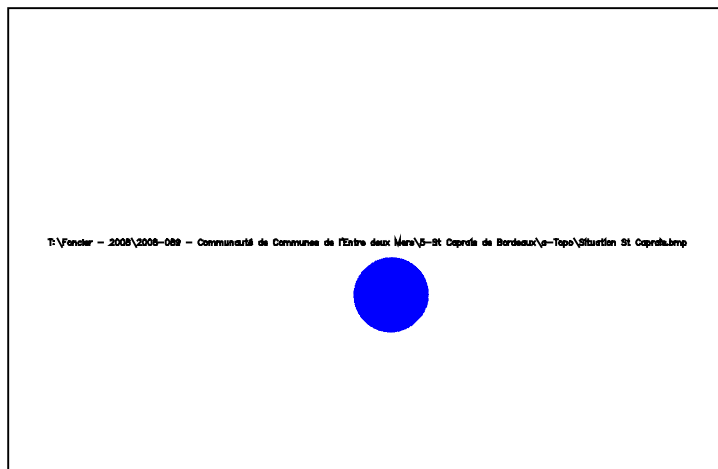 T:\Foncier - 2008\2008-089 - Communauté de Communes de l'Entre deux Mers\5-St Caprais de Bordeaux\a-Topo\Situation St Caprais.bmp